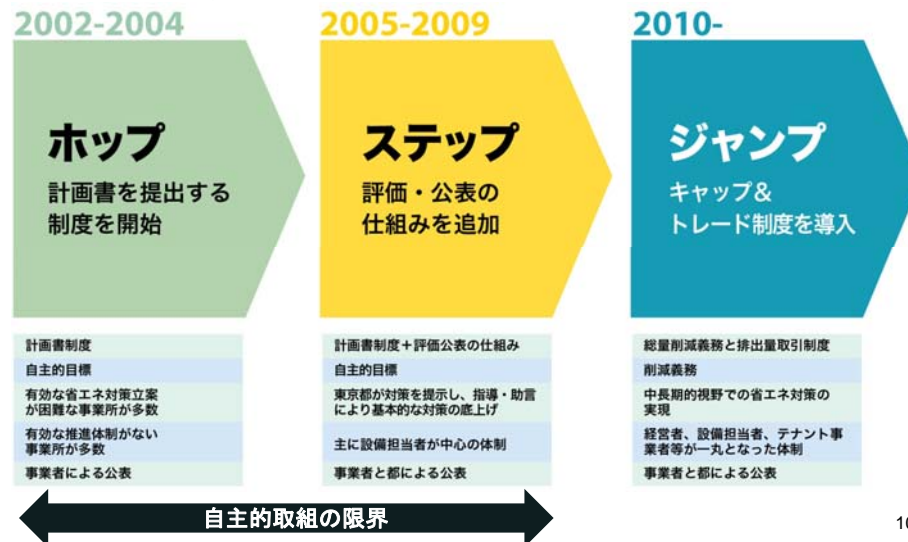 2002-2004
ホップ
計画書を提出する
制度を開始
計画書制度
自主的目標
有効な省エネ対策立案
が困難な事業所が多数
有効な推進体制がない
事業所が多数
事業者による公表
2005-2009
ステップ
評価・公表の
仕組みを追加
計画書制度+評価公表の仕組み
自主的目標
東京都が対策を提示し、指導・助言
により基本的な対策の底上げ
主に設備担当者が中心の体制
事業者と都による公表
2010-
ジャンプ
キャップ&
トレード制度を導入
総量削減義務と排出量取引制度
削減義務
中長期的視野での省エネ対策の
実現
経営者、設備担当者、テナント事
業者等が一丸となった体制
事業者と都による公表
自主的取組の限界